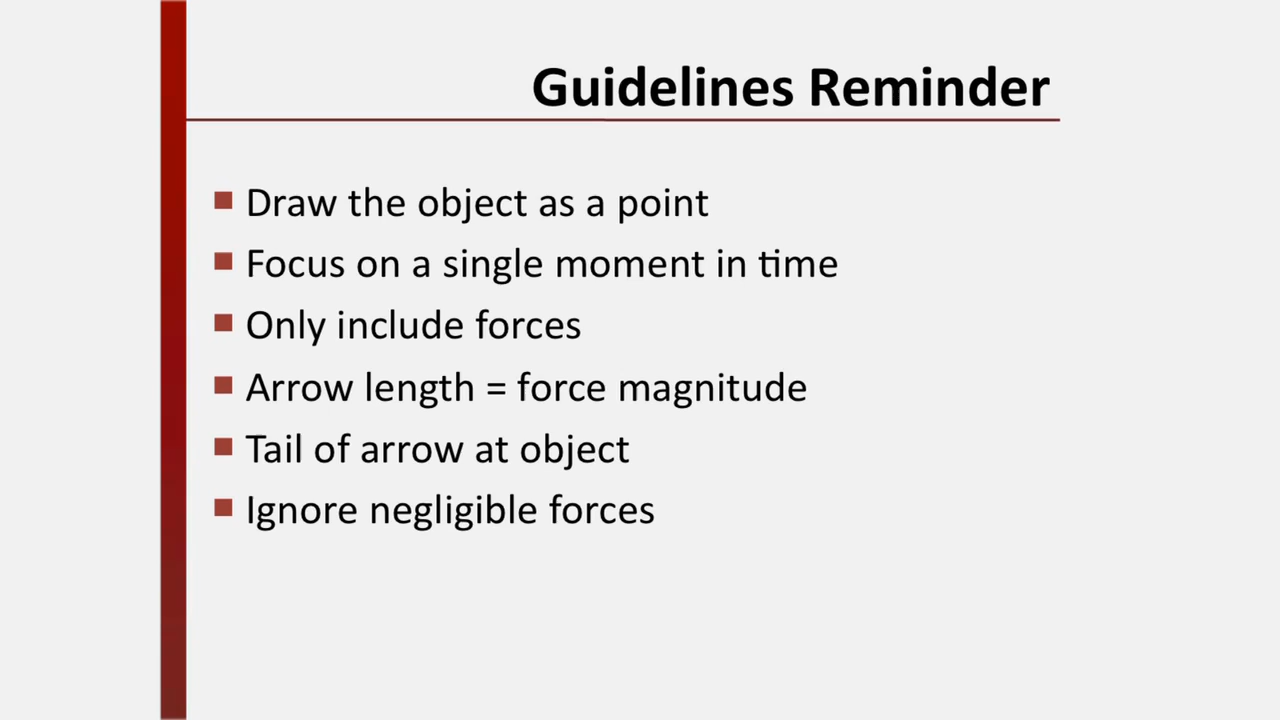 Guidelines Reminder
Draw the object as a point
Focus on a single moment in time
Only include forces
Arrow length = force magnitude
Tail of arrow at object
Ignore negligible forces